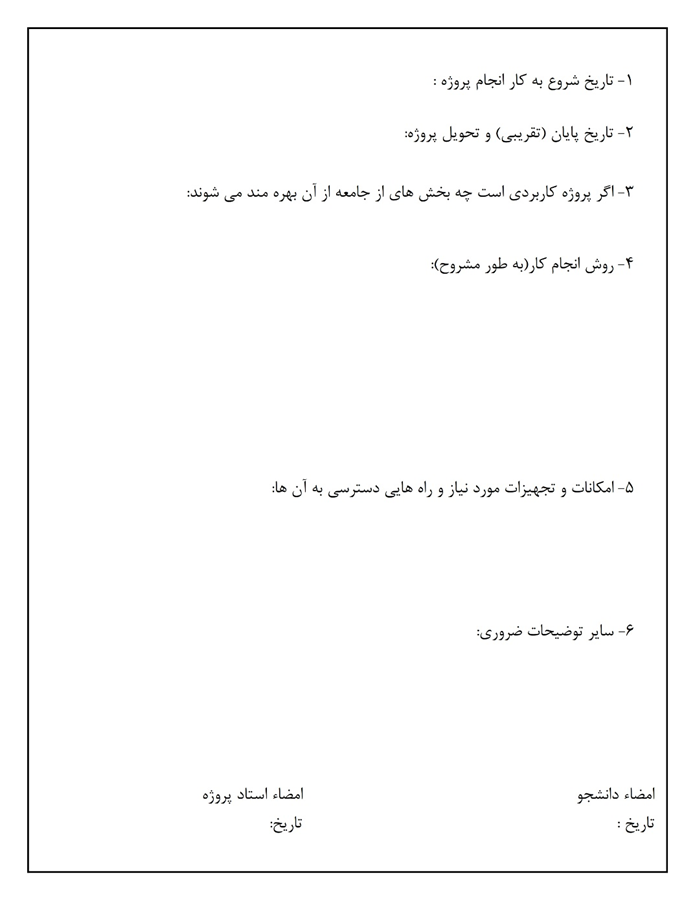 ۱- تاریخ شروع به کار انجام پروژه :
۲- تاریخ پایان (تقریبی) و تحویل پروژه:
۳- اگر پروژه کاربردی است چه بخش های از جامعه از آن بهره مند می شوند:
۴- روش انجام کار(به طور مشروح):
۵- امکانات و تجهیزات مورد نیاز و راه هایی دسترسی به آن ها:
۶- سایر توضیحات ضروری:
امضاء دانشجو امضاء استاد پروژه
تاریخ : تاریخ: